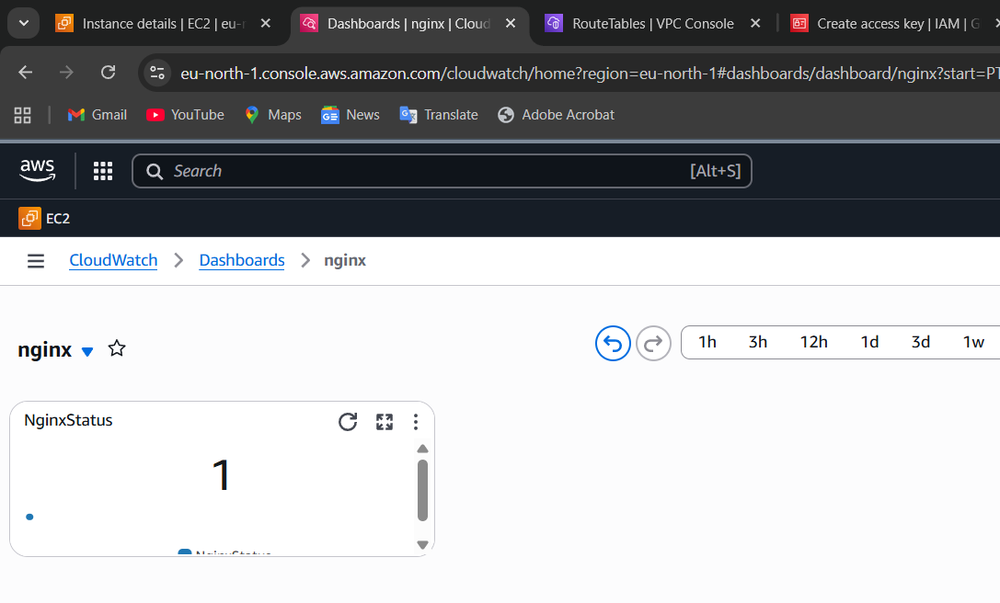 Instance details | EC2 | eu-n
Dashboards | nginx | Cloud
RouteTables | VPC Console
Create access key | IAM | G
eu-north-1.console.aws.amazon.com/cloudwatch/home?region=eu-north-1#dashboards/dashboard/nginx?start=PT
Gmail
YouTube
Maps
News
Translate
Adobe Acrobat
aws
Search
[Alt+S]
EC2
CloudWatch
Dashboards
nginx
nginx
1h
3h
12h
1d
3d
1w
NginxStatus
1
NginxStatus